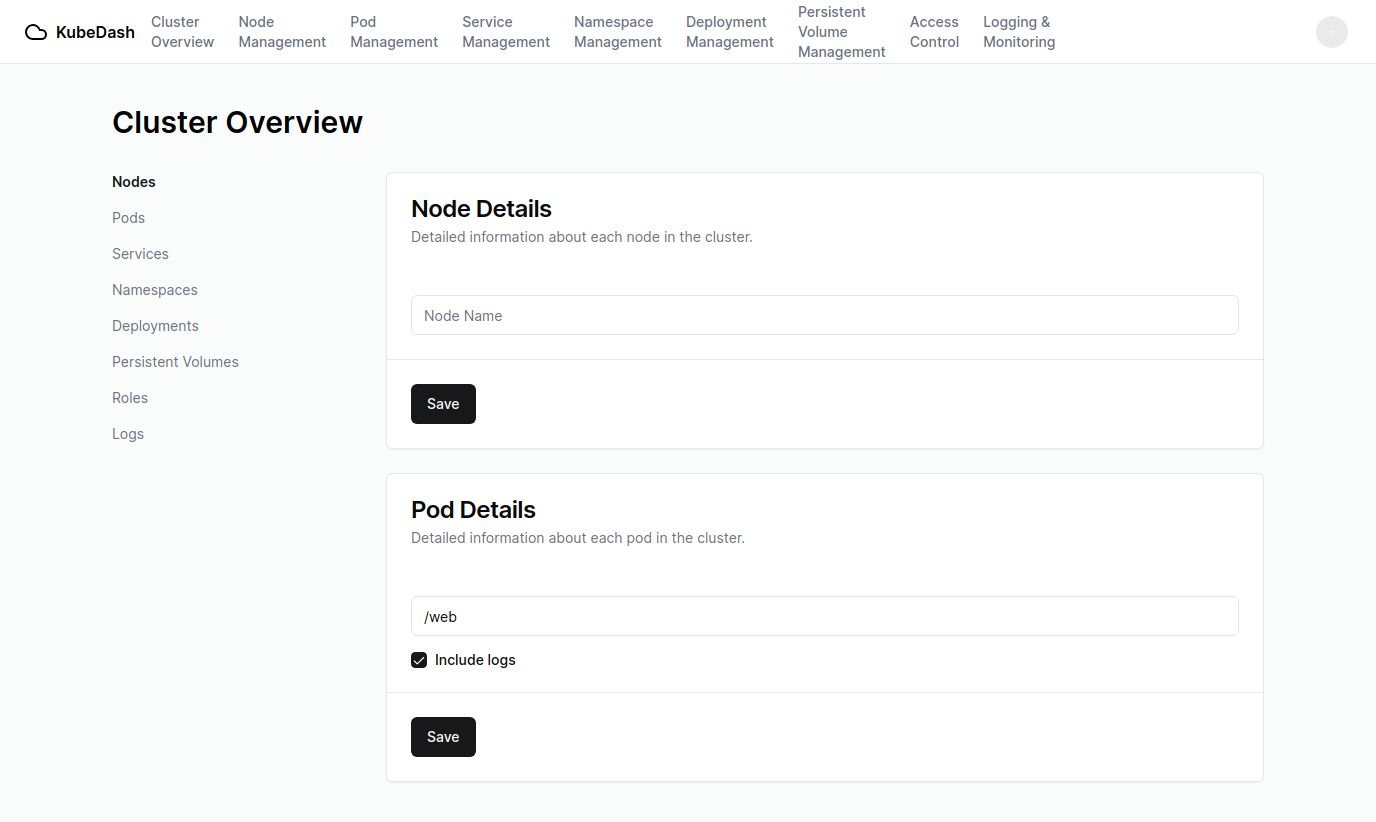 KubeDash
Cluster
Overview
Node
Management
Pod
Management
Service
Management
Namespace
Management
Deployment
Management
Persistent
Volume
Management
Access
Control
Logging &
Monitoring
Cluster Overview
Nodes
Pods
Services
Namespaces
Deployments
Persistent Volumes
Roles
Logs
Node Details
Detailed information about each node in the cluster.
Node Name
Save
Pod Details
Detailed information about each pod in the cluster.
/web
Include logs
Save